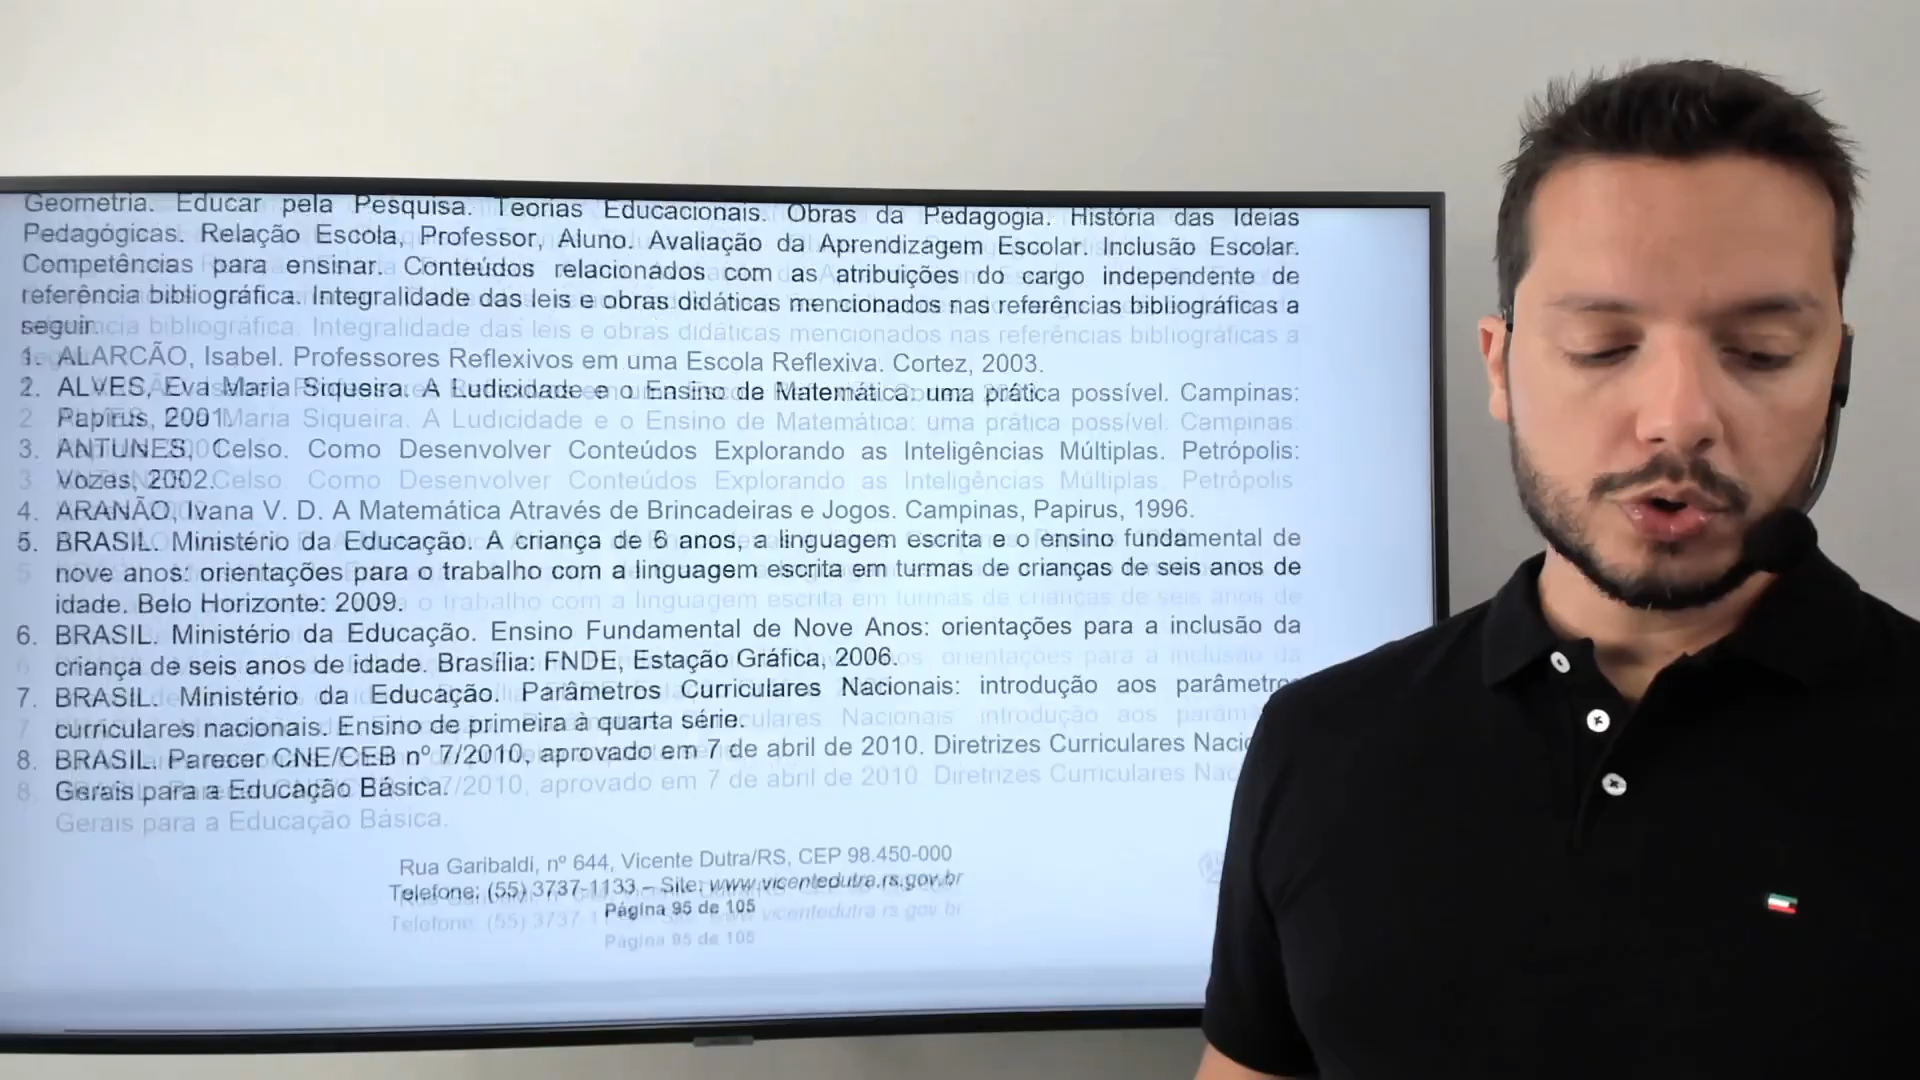 Geometria. Educar pela Pesquisa. Teorias Educacionais. Obras da Pedagogia. História das Ideias
Pedagógicas. Relação Escola, Professor, Aluno. Avaliação da Aprendizagem Escolar. Inclusão Escolar.
Competências para ensinar. Conteúdos relacionados com as atribuições do cargo independente de
referência bibliográfica. Integralidade das leis e obras didáticas mencionados nas referências bibliográficas a
seguir.
1. ALARCÃO, Isabel. Professores Reflexivos em uma Escola Reflexiva. Cortez, 2003.
2. ALVES, Eva Maria Siqueira. A Ludicidade e o Ensino de Matemática: uma prática possível. Campinas:
Papirus, 2001.
3. ANTUNES, Celso. Como Desenvolver Conteúdos Explorando as Inteligências Múltiplas. Petrópolis:
Vozes, 2002.
4. ARANÃO, Ivana V. D. A Matemática Através de Brincadeiras e Jogos. Campinas, Papirus, 1996.
5. BRASIL. Ministério da Educação. A criança de 6 anos, a linguagem escrita e o ensino fundamental de
nove anos: orientações para o trabalho com a linguagem escrita em turmas de crianças de seis anos de
idade. Belo Horizonte: 2009.
6. BRASIL. Ministério da Educação. Ensino Fundamental de Nove Anos: orientações para a inclusão da
criança de seis anos de idade. Brasília: FNDE, Estação Gráfica, 2006.
7. BRASIL. Ministério da Educação. Parâmetros Curriculares Nacionais: introdução aos parâmetros
curriculares nacionais. Ensino de primeira à quarta série.
8. BRASIL. Parecer CNE/CEB nº 7/2010, aprovado em 7 de abril de 2010. Diretrizes Curriculares Nacio
Gerais para a Educação Básica.
Rua Garibaldi, nº 644, Vicente Dutra/RS, CEP 98.450-000
Telefone: (55) 3737-1133 – Site: www.vicentedutra.rs.gov.br
Página 95 de 105